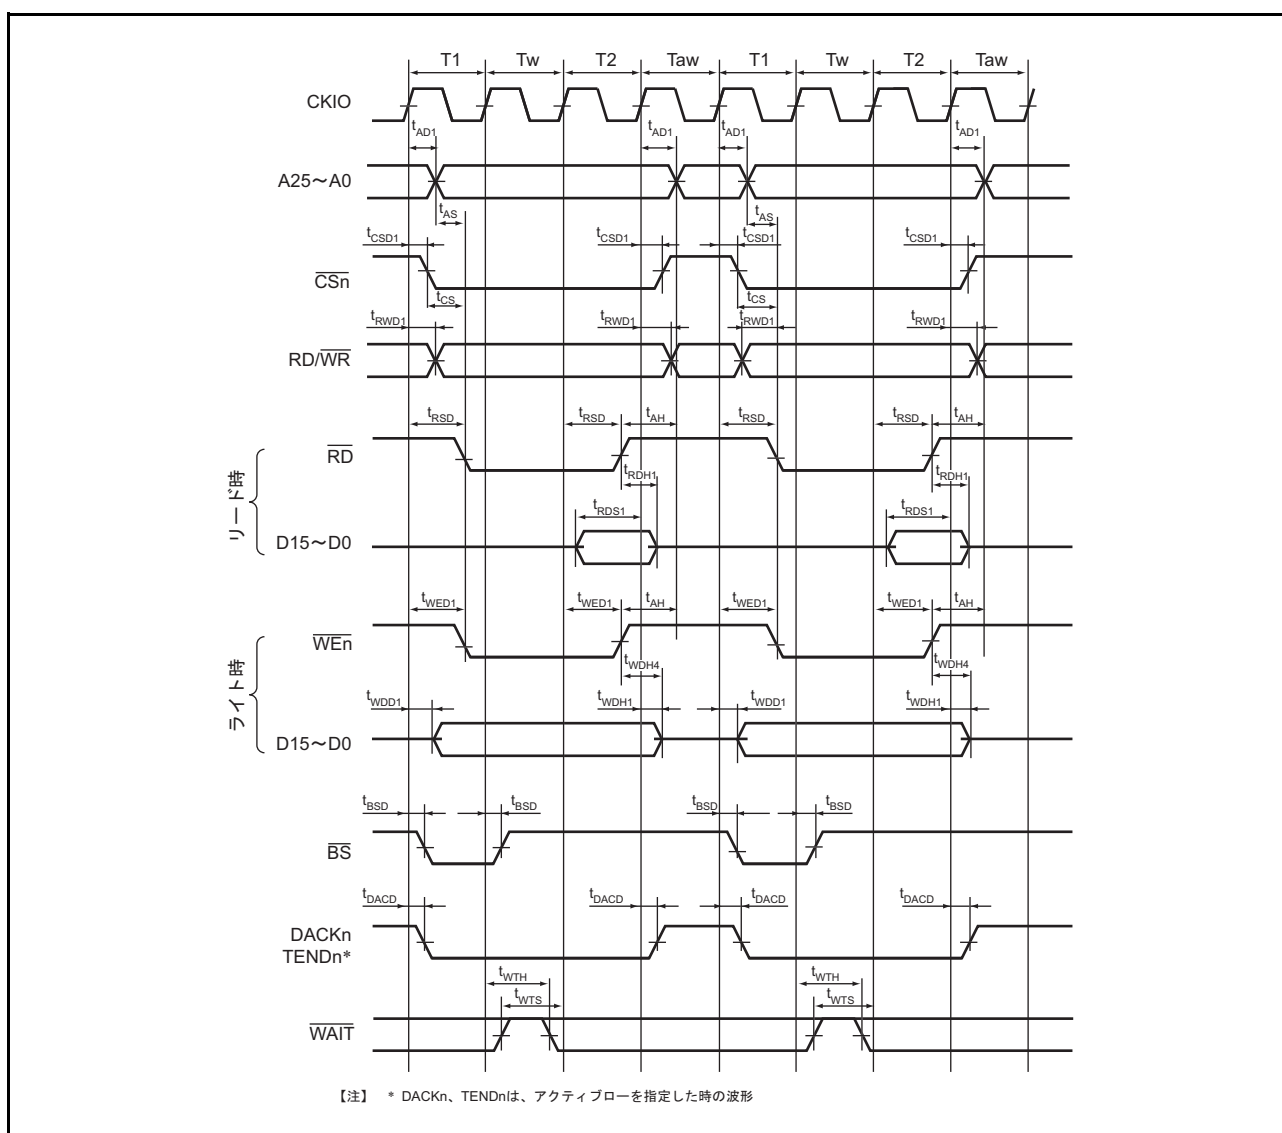 T1 Tw T2 Taw T1 Tw T2 Taw
CKIO
tAD1 tAD1 tAD1 tAD1
A25～A0
tAS tAS
tCSD1 tCSD1 tCSD1 tCSD1
CSn
tCS tCS
tRWD1 tRWD1 tRWD1 tRWD1
RD/WR
tRSD tRSD tAH tRSD tRSD tAH
RD
tRDH1 tRDH1
リード時
tRDS1 tRDS1
D15～D0
tWED1 tWED1 tAH tWED1 tWED1 tAH
WEn
tWDH4 tWDH4
ライト時
tWDD1 tWDH1 tWDD1 tWDH1
D15～D0
tBSD tBSD tBSD tBSD
BS
tDACD tDACD tDACD tDACD
DACKn
TENDn*
tWTH tWTH
tWTS tWTS
WAIT
【注】 * DACKn、TENDnは、アクティブローを指定した時の波形